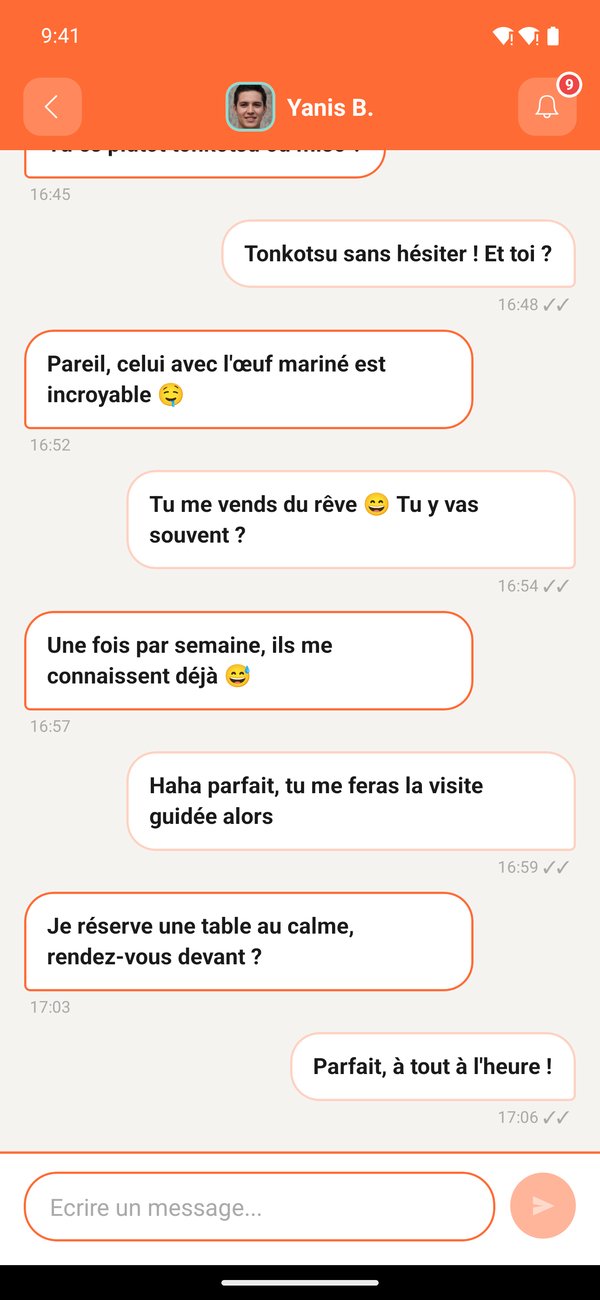 9:41
Yanis B.
9
16:45
Tonkotsu sans hésiter ! Et toi ?
16:48 ✓✓
Pareil, celui avec l'œuf mariné est
incroyable 🤤
16:52
Tu me vends du rêve 😄 Tu y vas
souvent ?
16:54 ✓✓
Une fois par semaine, ils me
connaissent déjà 😅
16:57
Haha parfait, tu me feras la visite
guidée alors
16:59 ✓✓
Je réserve une table au calme,
rendez-vous devant ?
17:03
Parfait, à tout à l'heure !
17:06 ✓✓
Ecrire un message...